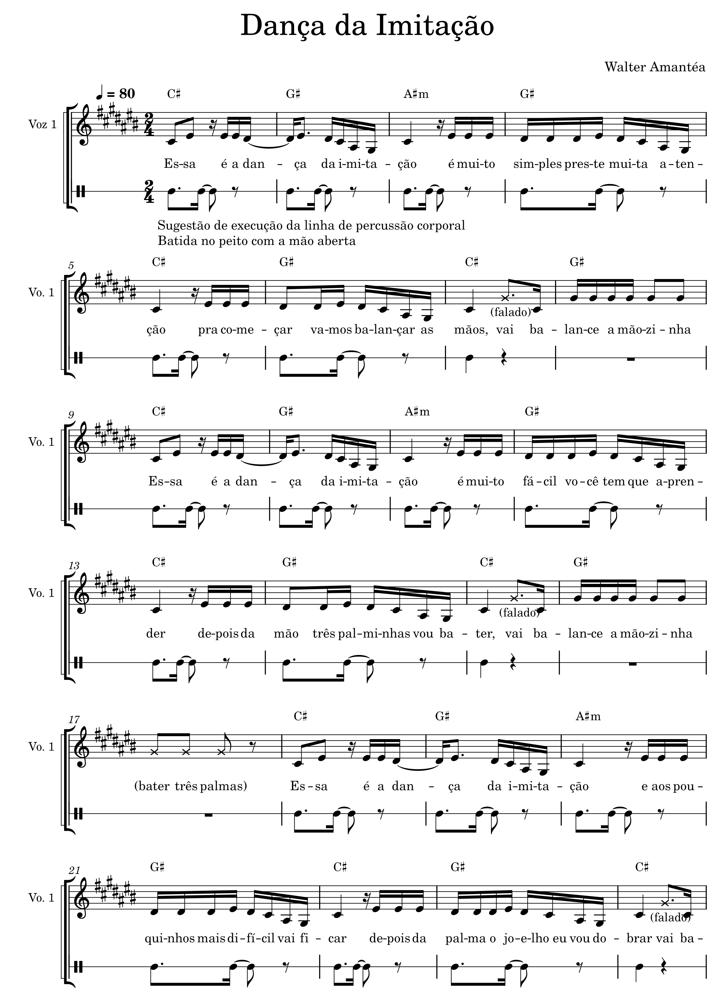 Dança da Imitação
Walter Amantéa
♩ = 80
C♯ G♯ A♯m G♯
Voz 1
2/4
Es – sa é a dan – ça da i – mi – ta – ção é mui – to sim – ples pres – te mui – ta a – ten –
2/4
Sugestão de execução da linha de percussão corporal
Batida no peito com a mão aberta
5 C♯ G♯ C♯ G♯
Vo. 1
(falado)
ção pra co – me – çar va – mos ba – lan – çar as mãos, vai ba – lan – ce a mão – zi – nha
9 C♯ G♯ A♯m G♯
Vo. 1
Es – sa é a dan – ça da i – mi – ta – ção é mui – to fá – cil vo – cê tem que a – pren –
13 C♯ G♯ C♯ G♯
Vo. 1
(falado)
der de – pois da mão três pal – mi – nhas vou ba – ter, vai ba – lan – ce a mão – zi – nha
17 C♯ G♯ A♯m
Vo. 1
(bater três palmas) Es – sa é a dan – ça da i – mi – ta – ção e aos pou –
21 G♯ C♯ G♯ C♯
Vo. 1
(falado)
qui – nhos mais di – fí – cil vai fi – car de – pois da pal – ma o jo – e – lho eu vou do – brar vai ba –